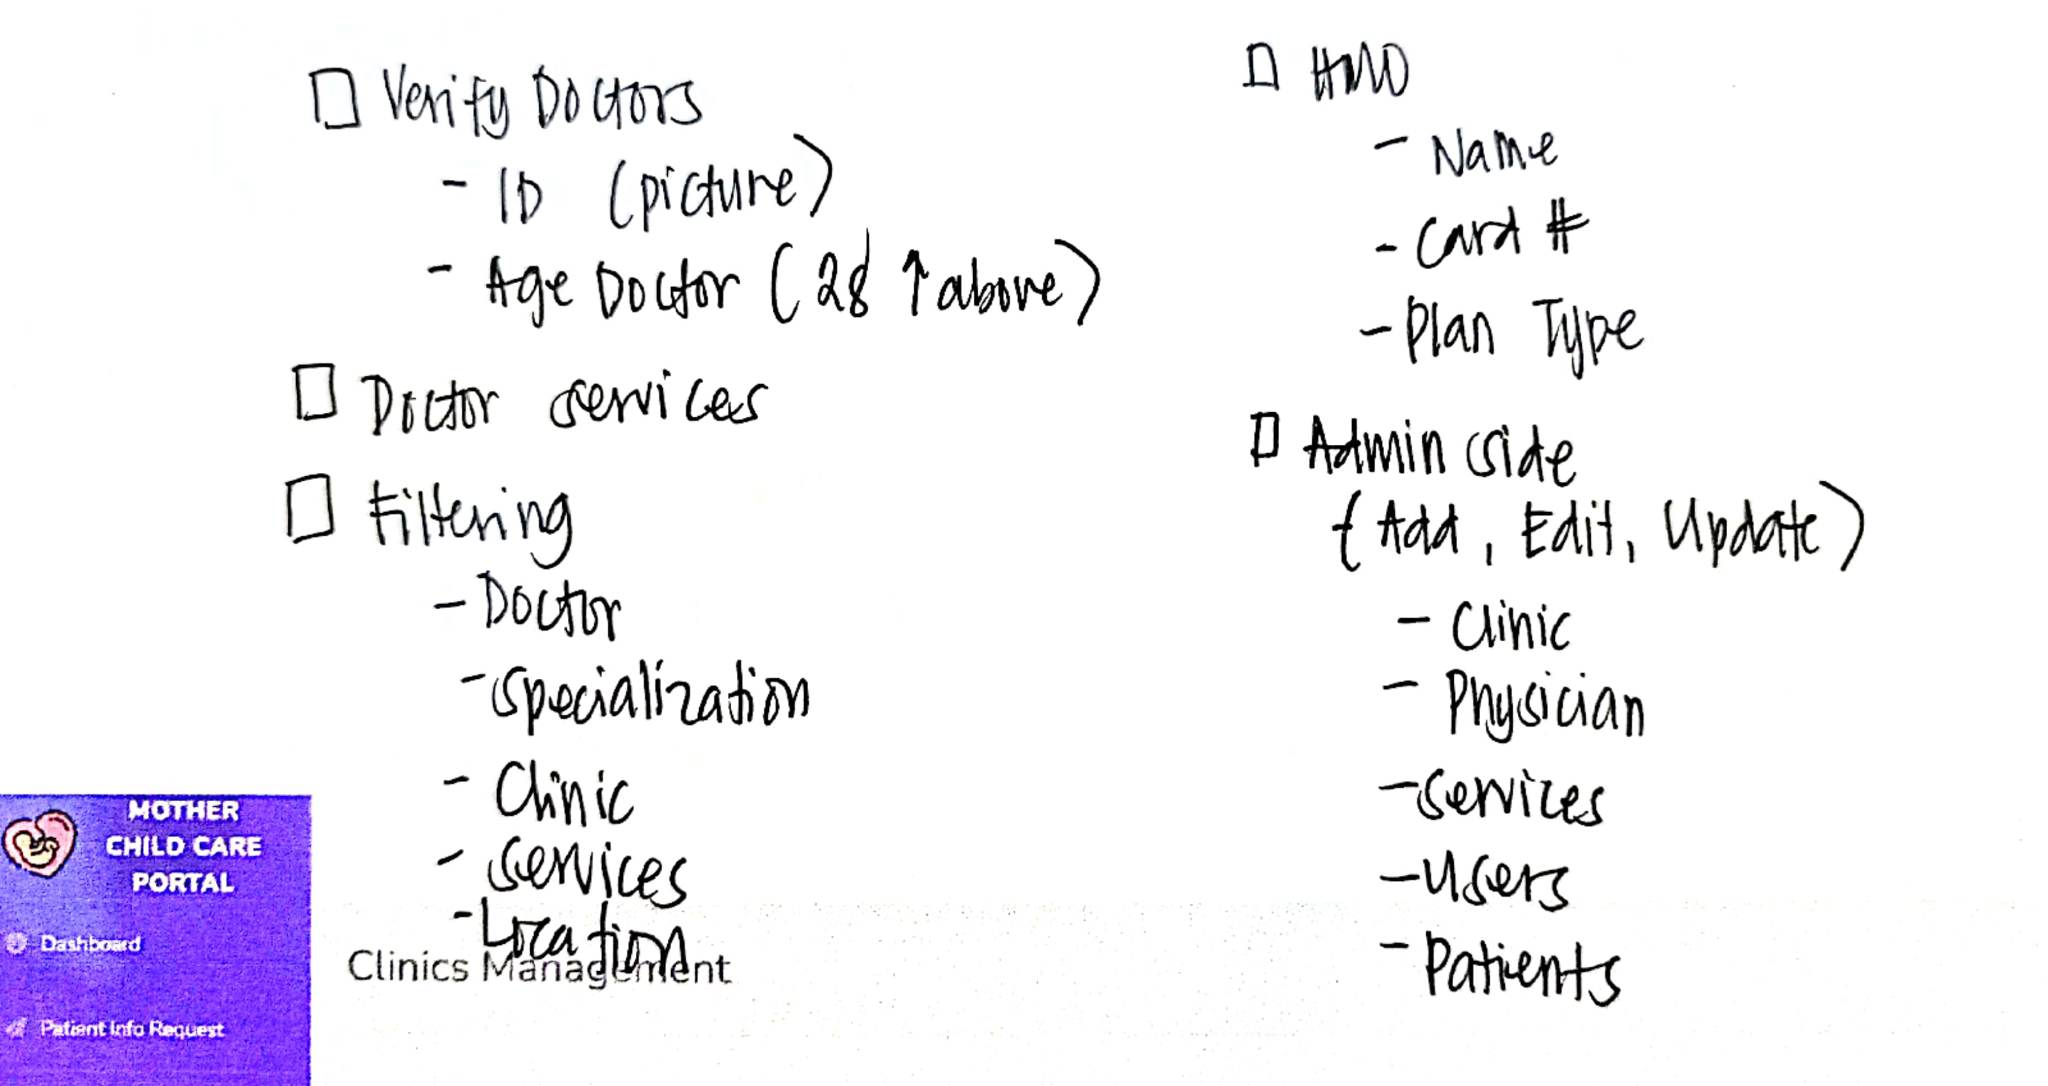 ☐ Verify Doctors
- ID (picture)
- Age Doctor (28 ↑ above)
☐ Doctor services
☐ Filtering
- Doctor
- Specialization
- Clinic
- Services
- Location
☐ HMO
- Name
- Card #
- Plan Type
☐ Admin side
(Add, Edit, Update)
- Clinic
- Physician
- Services
- Users
- Patients
MOTHER
CHILD CARE
PORTAL
Dashboard
Patient Info Request
Clinics Management